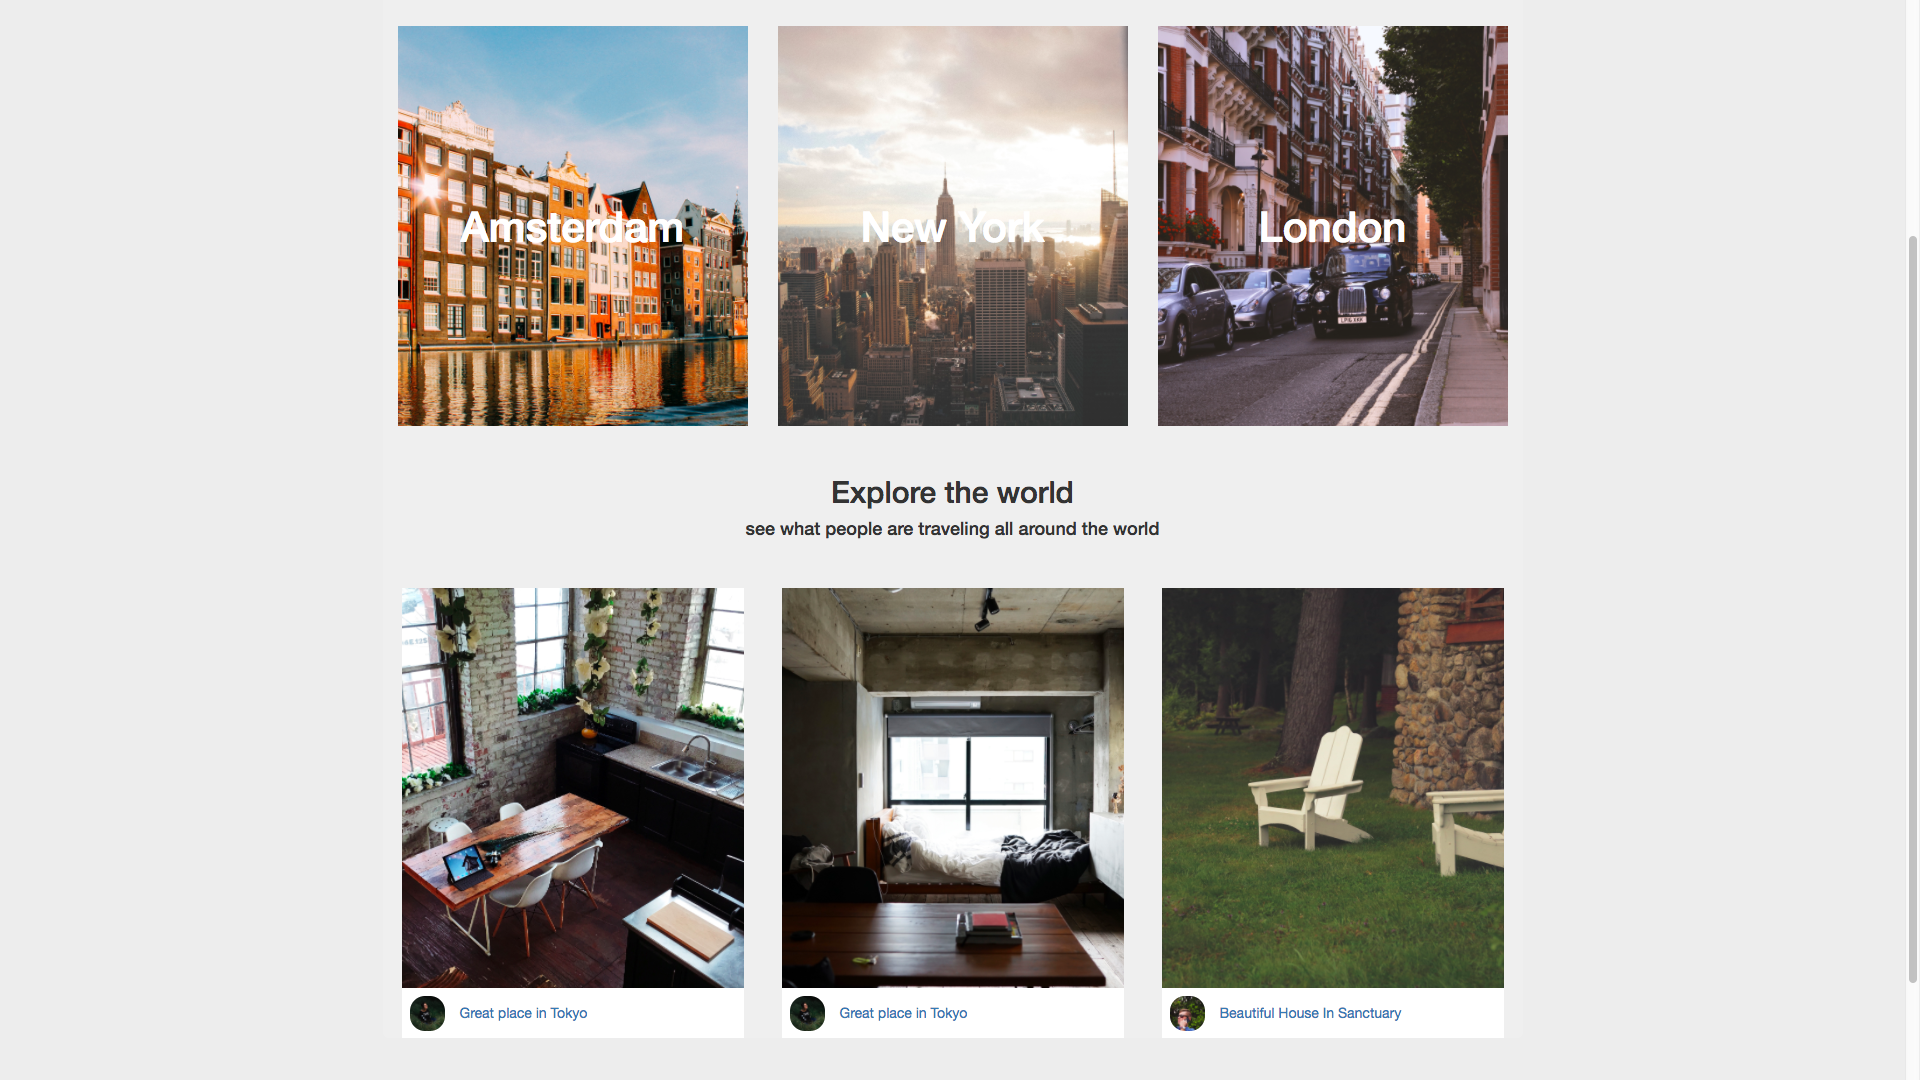 Amsterdam
New York
London
Explore the world
see what people are traveling all around the world
Great place in Tokyo
Great place in Tokyo
Beautiful House In Sanctuary